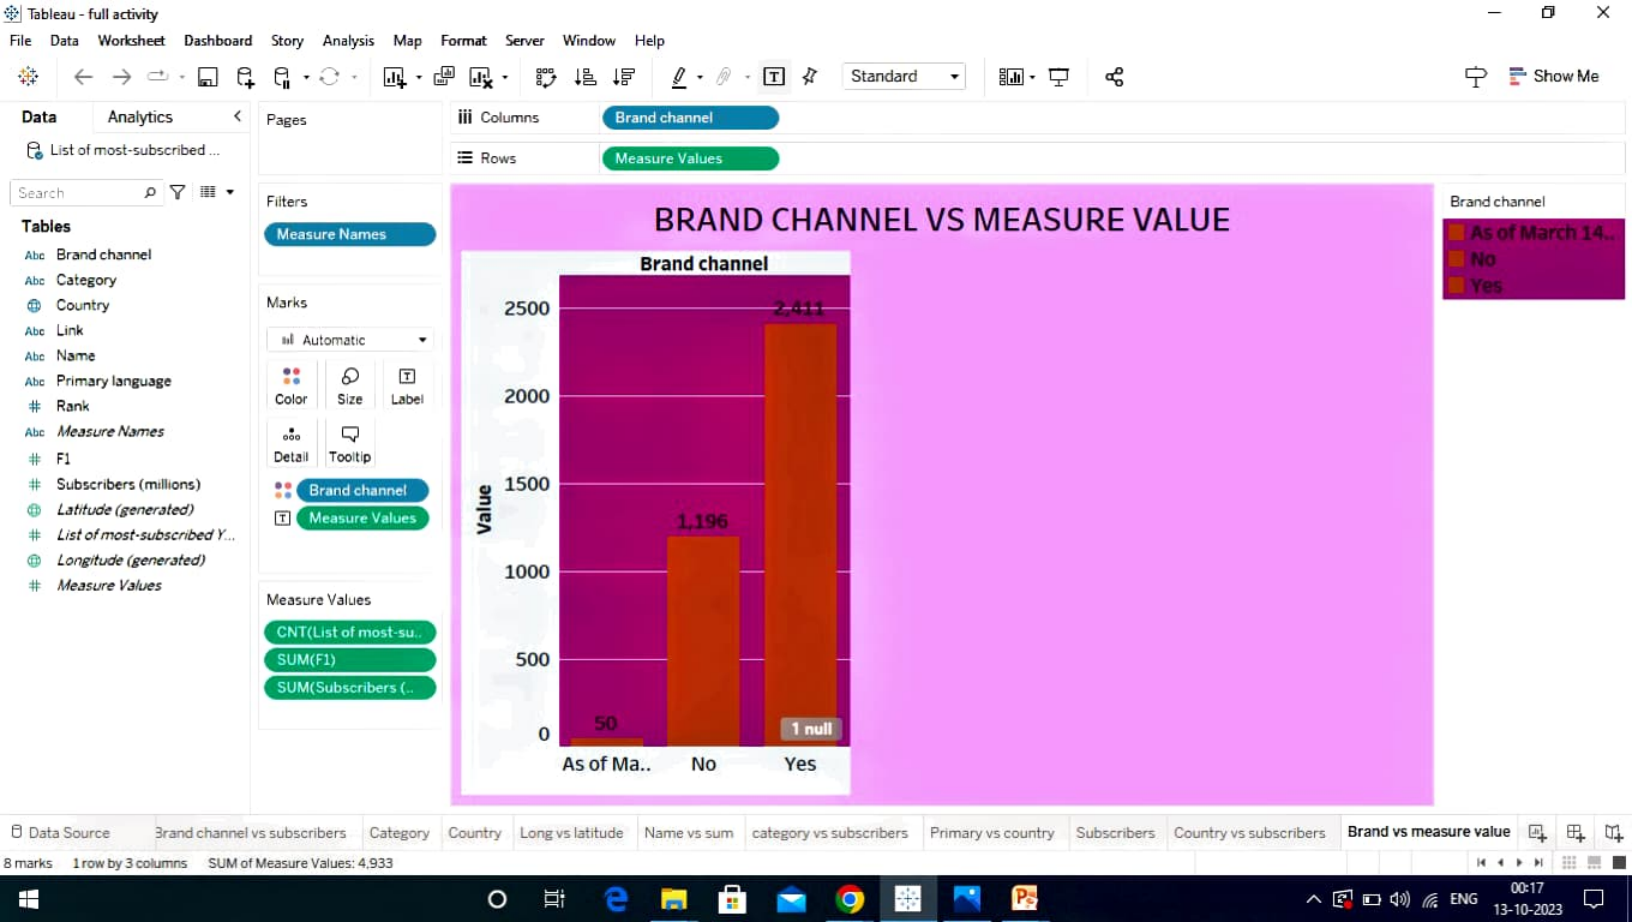 Tableau - full activity
File Data Worksheet Dashboard Story Analysis Map Format Server Window Help
Standard
Show Me
Data Analytics
List of most-subscribed ...
Search
Tables
Abc Brand channel
Abc Category
Country
Abc Link
Abc Name
Abc Primary language
# Rank
Abc Measure Names
# F1
# Subscribers (millions)
Latitude (generated)
# List of most-subscribed Y...
Longitude (generated)
# Measure Values
Pages
Filters
Measure Names
Marks
Automatic
Color Size Label
Detail Tooltip
Brand channel
Measure Values
Measure Values
CNT(List of most-su..
SUM(F1)
SUM(Subscribers (..
Columns Brand channel
Rows Measure Values
BRAND CHANNEL VS MEASURE VALUE
Brand channel
Value
2500
2000
1500
1000
500
0
2,411
1,196
50
1 null
As of Ma.. No Yes
Brand channel
As of March 14..
No
Yes
Data Source Brand channel vs subscribers Category Country Long vs latitude Name vs sum category vs subscribers Primary vs country Subscribers Country vs subscribers Brand vs measure value
8 marks 1 row by 3 columns SUM of Measure Values: 4,933
ENG
00:17
13-10-2023